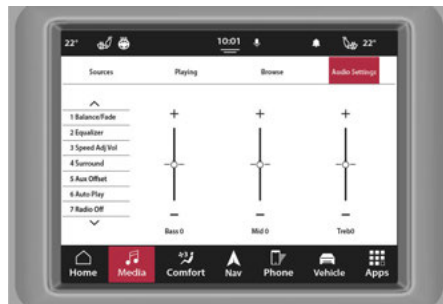 22° 10:01 22°
Sources Playing Browse Audio Settings
1 Balance/Fade
2 Equalizer
3 Speed Adj Vol
4 Surround
5 Aux Offset
6 Auto Play
7 Radio Off
+ + +
− − −
Bass 0 Mid 0 Treb0
Home Media Comfort Nav Phone Vehicle Apps